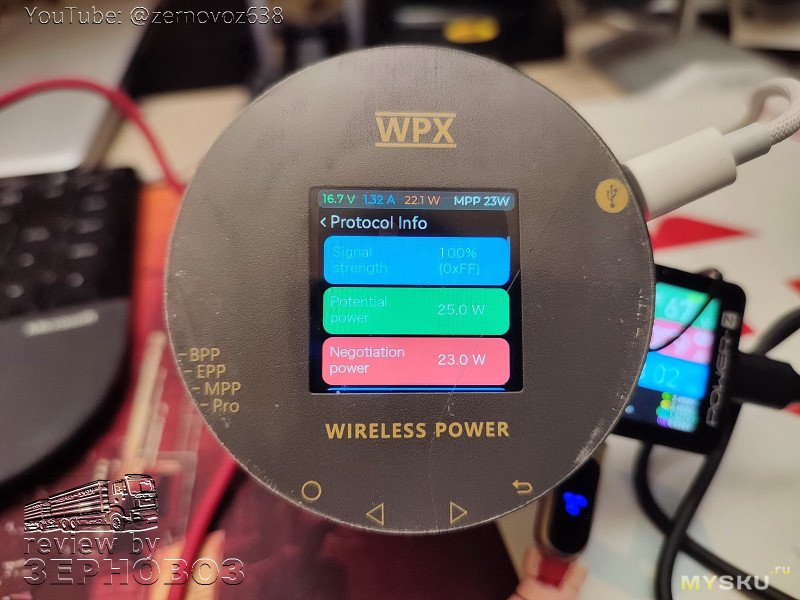 YouTube: @zernovoz638
WPX
16.7 V 1.32 A 22.1 W MPP 23W
< Protocol Info
Signal strength 100% (0xFF)
Potential power 25.0 W
Negotiation power 23.0 W
BPP
EPP
MPP
Pro
WIRELESS POWER
review by
ЗЕРНОВОЗ
MYSKU.ru